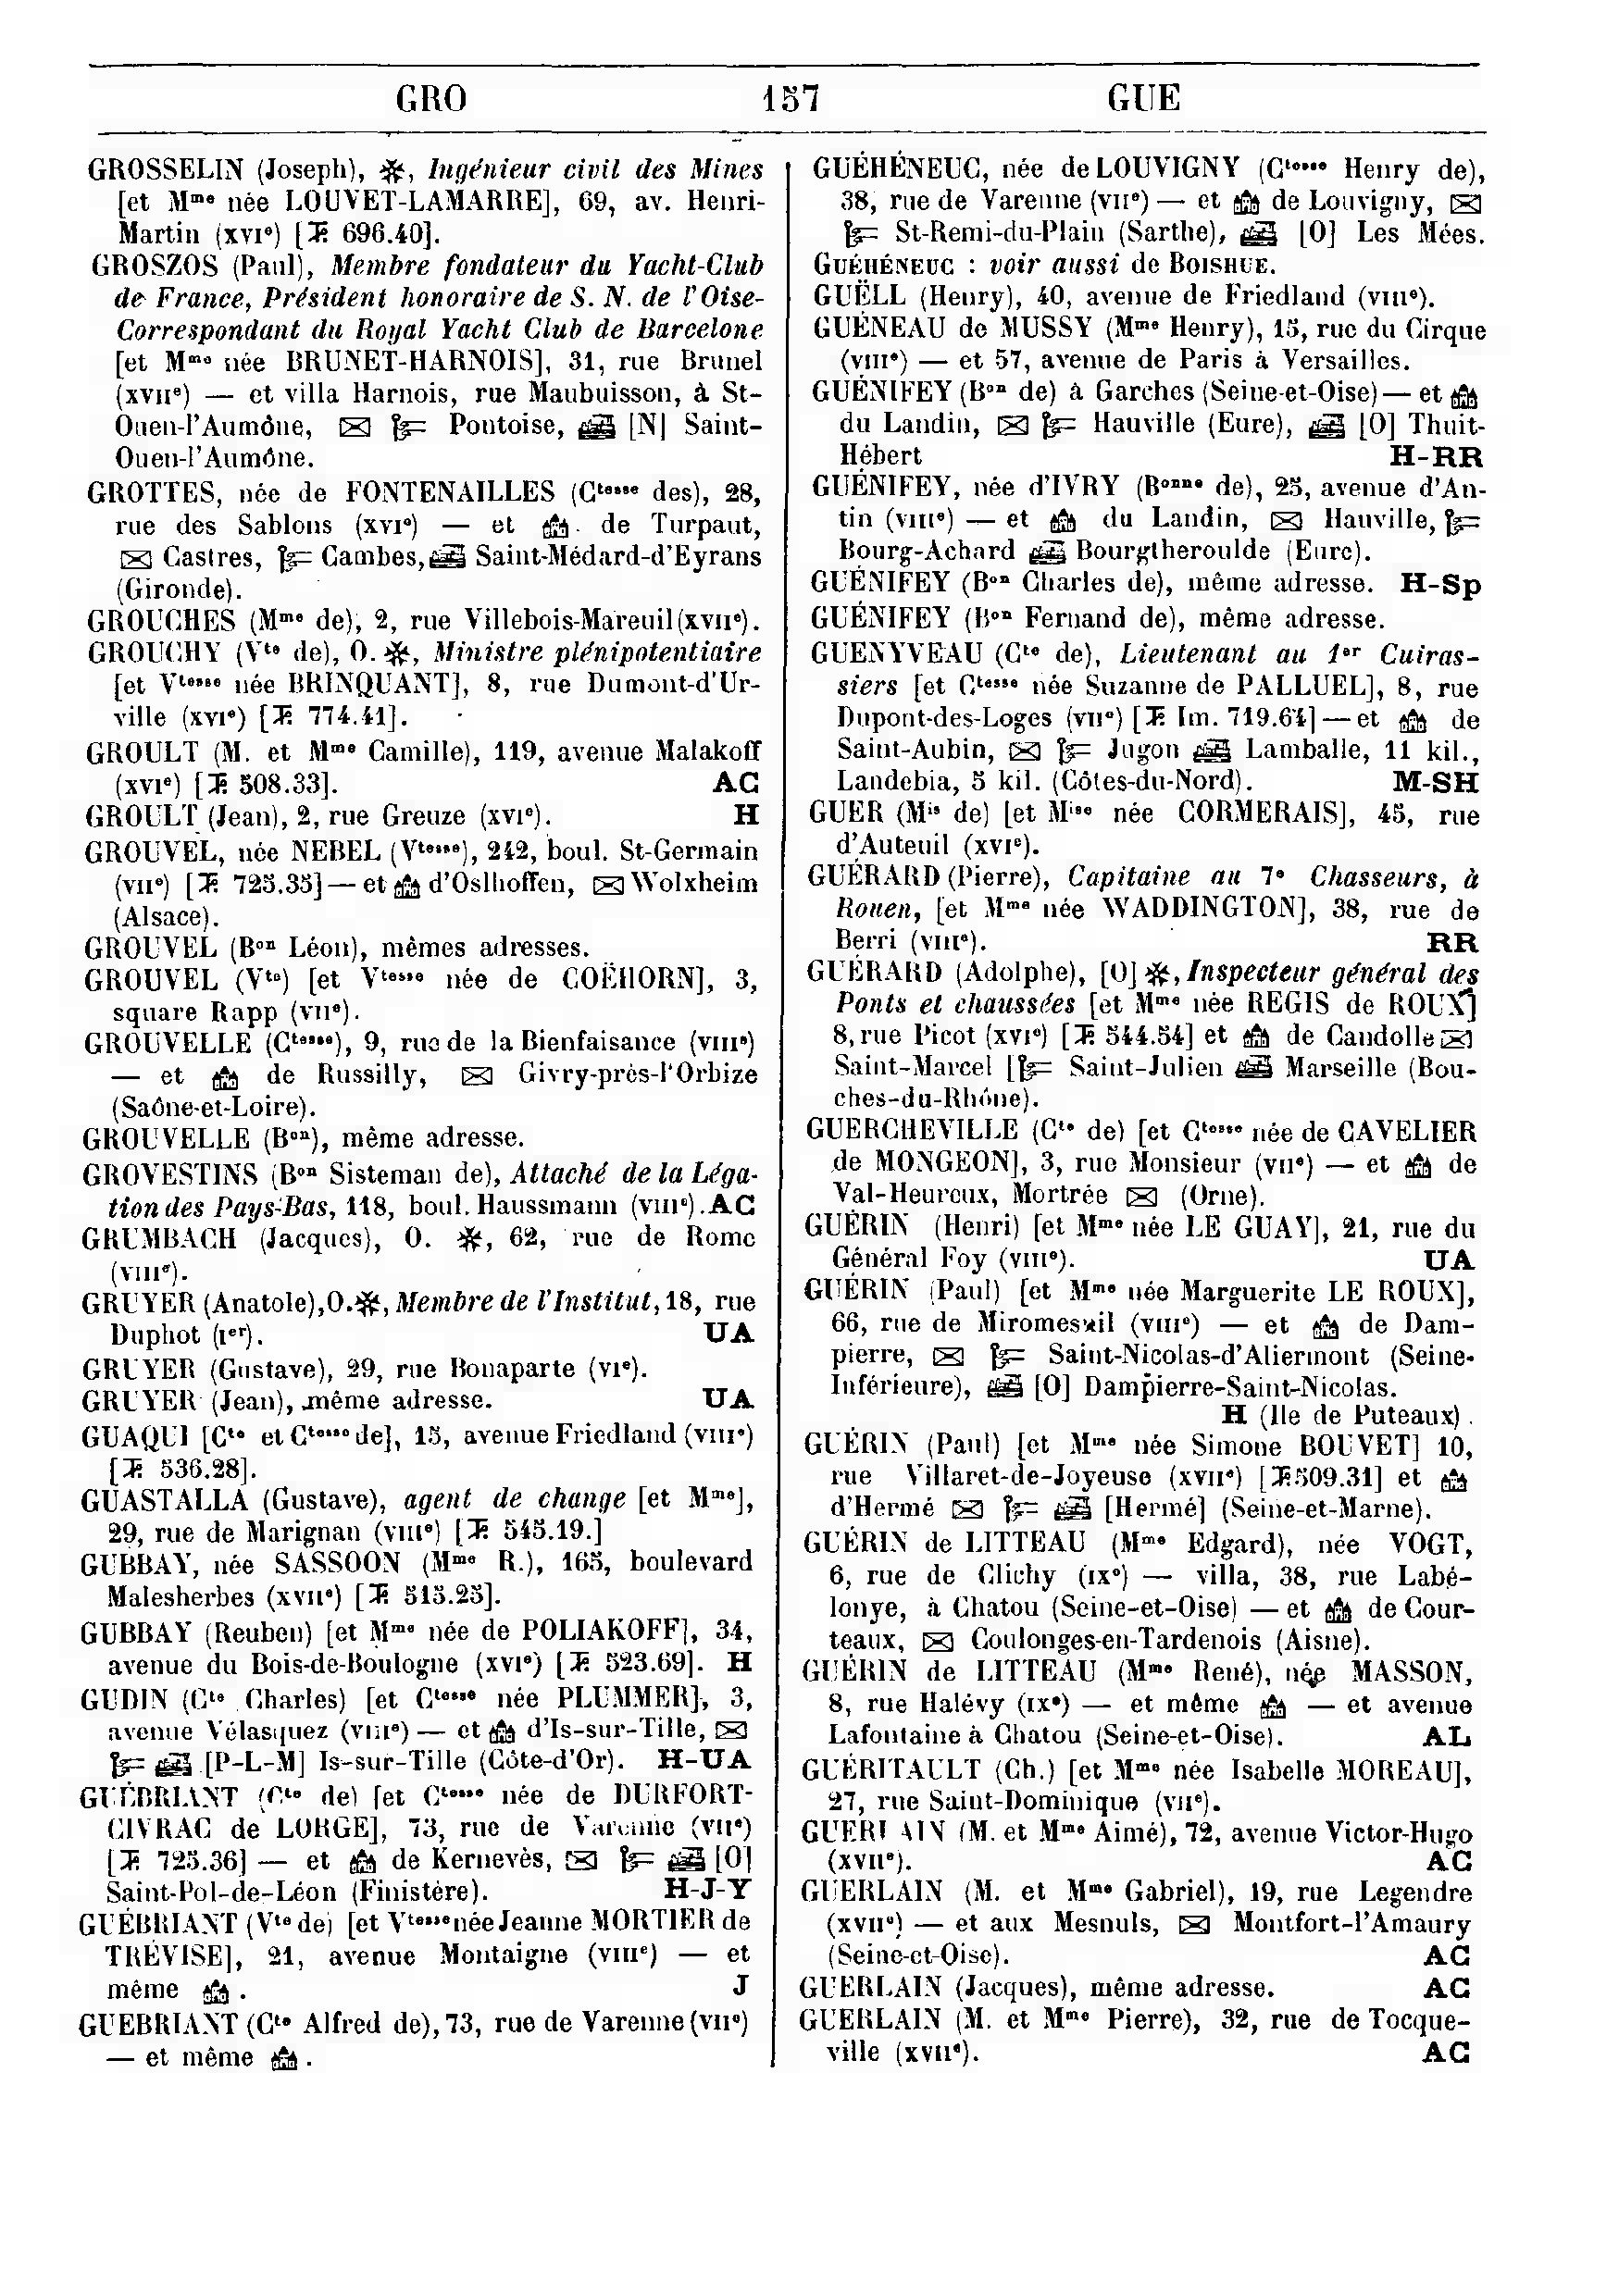 GRO 157 GUE
GROSSELIN (Joseph), ✻, Ingénieur civil des Mines
[et Mme née LOUVET-LAMARRE], 69, av. Henri-
Martin (XVIe) [T. 696.40].
GROSZOS (Paul), Membre fondateur du Yacht-Club
de France, Président honoraire de S. N. de l'Oise-
Correspondant du Royal Yacht Club de Barcelone
[et Mme née BRUNET-HARNOIS], 31, rue Brunel
(XVIIe) — et villa Harnois, rue Maubuisson, à St-
Ouen-l'Aumône, Pontoise, [N] Saint-
Ouen-l'Aumône.
GROTTES, née de FONTENAILLES (Ctesse des), 28,
rue des Sablons (XVIe) — et de Turpaut,
Castres, Cambes, Saint-Médard-d'Eyrans
(Gironde).
GROUCHES (Mme de), 2, rue Villebois-Mareuil (XVIIe).
GROUCHY (Vte de), O. ✻, Ministre plénipotentiaire
[et Vtesse née BRINQUANT], 8, rue Dumont-d'Ur-
ville (XVIe) [T. 774.41].
GROULT (M. et Mme Camille), 119, avenue Malakoff
(XVIe) [T. 508.33]. AC
GROULT (Jean), 2, rue Greuze (XVIe). H
GROUVEL, née NEBEL (Vtesse), 242, boul. St-Germain
(VIIe) [T. 725.35] — et d'Oslhoffen, Wolxheim
(Alsace).
GROUVEL (Bon Léon), mêmes adresses.
GROUVEL (Vte) [et Vtesse née de COËHORN], 3,
square Rapp (VIIe).
GROUVELLE (Ctesse), 9, rue de la Bienfaisance (VIIIe)
— et de Russilly, Givry-près-l'Orbize
(Saône-et-Loire).
GROUVELLE (Bon), même adresse.
GROVESTINS (Bon Sisteman de), Attaché de la Léga-
tion des Pays-Bas, 118, boul. Haussmann (VIIIe). AC
GRUMBACH (Jacques), O. ✻, 62, rue de Rome
(VIIIe).
GRUYER (Anatole), O. ✻, Membre de l'Institut, 18, rue
Duphot (Ier). UA
GRUYER (Gustave), 29, rue Bonaparte (VIe).
GRUYER (Jean), même adresse. UA
GUAQUI [Cte et Ctesse de], 15, avenue Friedland (VIIIe)
[T. 536.28].
GUASTALLA (Gustave), agent de change [et Mme],
29, rue de Marignan (VIIIe) [T. 545.19.]
GUBBAY, née SASSOON (Mme R.), 165, boulevard
Malesherbes (XVIIe) [T. 515.25].
GUBBAY (Reuben) [et Mme née de POLIAKOFF], 34,
avenue du Bois-de-Boulogne (XVIe) [T. 523.69]. H
GUDIN (Cte Charles) [et Ctesse née PLUMMER], 3,
avenue Vélasquez (VIIIe) — et d'Is-sur-Tille,
[P-L-M] Is-sur-Tille (Côte-d'Or). H-UA
GUÉBRIANT (Cte de) [et Ctesse née de DURFORT-
CIVRAC de LORGE], 73, rue de Varenne (VIIe)
[T. 725.36] — et de Kernevès, [O]
Saint-Pol-de-Léon (Finistère). H-J-Y
GUÉBRIANT (Vte de) [et Vtesse née Jeanne MORTIER de
TRÉVISE], 21, avenue Montaigne (VIIIe) — et
même . J
GUEBRIANT (Cte Alfred de), 73, rue de Varenne (VIIe)
— et même .
GUÉHÉNEUC, née de LOUVIGNY (Ctesse Henry de),
38, rue de Varenne (VIIe) — et de Louvigny,
St-Remi-du-Plain (Sarthe), [O] Les Mées.
GUÉHÉNEUC : voir aussi de BOISHUE.
GUËLL (Henry), 40, avenue de Friedland (VIIIe).
GUÉNEAU de MUSSY (Mme Henry), 15, rue du Cirque
(VIIIe) — et 57, avenue de Paris à Versailles.
GUÉNIFEY (Bon de) à Garches (Seine-et-Oise) — et
du Landin, Hauville (Eure), [O] Thuit-
Hébert H-RR
GUÉNIFEY, née d'IVRY (Bonne de), 25, avenue d'An-
tin (VIIIe) — et du Landin, Hauville,
Bourg-Achard Bourgtheroulde (Eure).
GUÉNIFEY (Bon Charles de), même adresse. H-Sp
GUÉNIFEY (Bon Fernand de), même adresse.
GUENYVEAU (Cte de), Lieutenant au 1er Cuiras-
siers [et Ctesse née Suzanne de PALLUEL], 8, rue
Dupont-des-Loges (VIIe) [T. Im. 719.64] — et de
Saint-Aubin, Jugon Lamballe, 11 kil.,
Landebia, 5 kil. (Côtes-du-Nord). M-SH
GUER (Mis de) [et Mise née CORMERAIS], 45, rue
d'Auteuil (XVIe).
GUÉRARD (Pierre), Capitaine au 7e Chasseurs, à
Rouen, [et Mme née WADDINGTON], 38, rue de
Berri (VIIIe). RR
GUÉRARD (Adolphe), [O] ✻, Inspecteur général des
Ponts et chaussées [et Mme née REGIS de ROUX]
8, rue Picot (XVIe) [T. 544.54] et de Candolle
Saint-Marcel [ Saint-Julien Marseille (Bou-
ches-du-Rhône).
GUERCHEVILLE (Cte de) [et Ctesse née de CAVELIER
de MONGEON], 3, rue Monsieur (VIIe) — et de
Val-Heureux, Mortrée (Orne).
GUÉRIN (Henri) [et Mme née LE GUAY], 21, rue du
Général Foy (VIIIe). UA
GUÉRIN (Paul) [et Mme née Marguerite LE ROUX],
66, rue de Miromesnil (VIIIe) — et de Dam-
pierre, Saint-Nicolas-d'Aliermont (Seine-
Inférieure), [O] Dampierre-Saint-Nicolas.
H (Ile de Puteaux).
GUÉRIN (Paul) [et Mme née Simone BOUVET] 10,
rue Villaret-de-Joyeuse (XVIIe) [T. 509.31] et
d'Hermé [Hermé] (Seine-et-Marne).
GUÉRIN de LITTEAU (Mme Edgard), née VOGT,
6, rue de Clichy (IXe) — villa, 38, rue Labé-
lonye, à Chatou (Seine-et-Oise) — et de Cour-
teaux, Coulonges-en-Tardenois (Aisne).
GUÉRIN de LITTEAU (Mme René), née MASSON,
8, rue Halévy (IXe) — et même — et avenue
Lafontaine à Chatou (Seine-et-Oise). AL
GUÉRITAULT (Ch.) [et Mme née Isabelle MOREAU],
27, rue Saint-Dominique (VIIe).
GUERLAIN (M. et Mme Aimé), 72, avenue Victor-Hugo
(XVIIe). AC
GUERLAIN (M. et Mme Gabriel), 19, rue Legendre
(XVIIe) — et aux Mesnuls, Montfort-l'Amaury
(Seine-et-Oise). AC
GUERLAIN (Jacques), même adresse. AC
GUERLAIN (M. et Mme Pierre), 32, rue de Tocque-
ville (XVIIe). AC